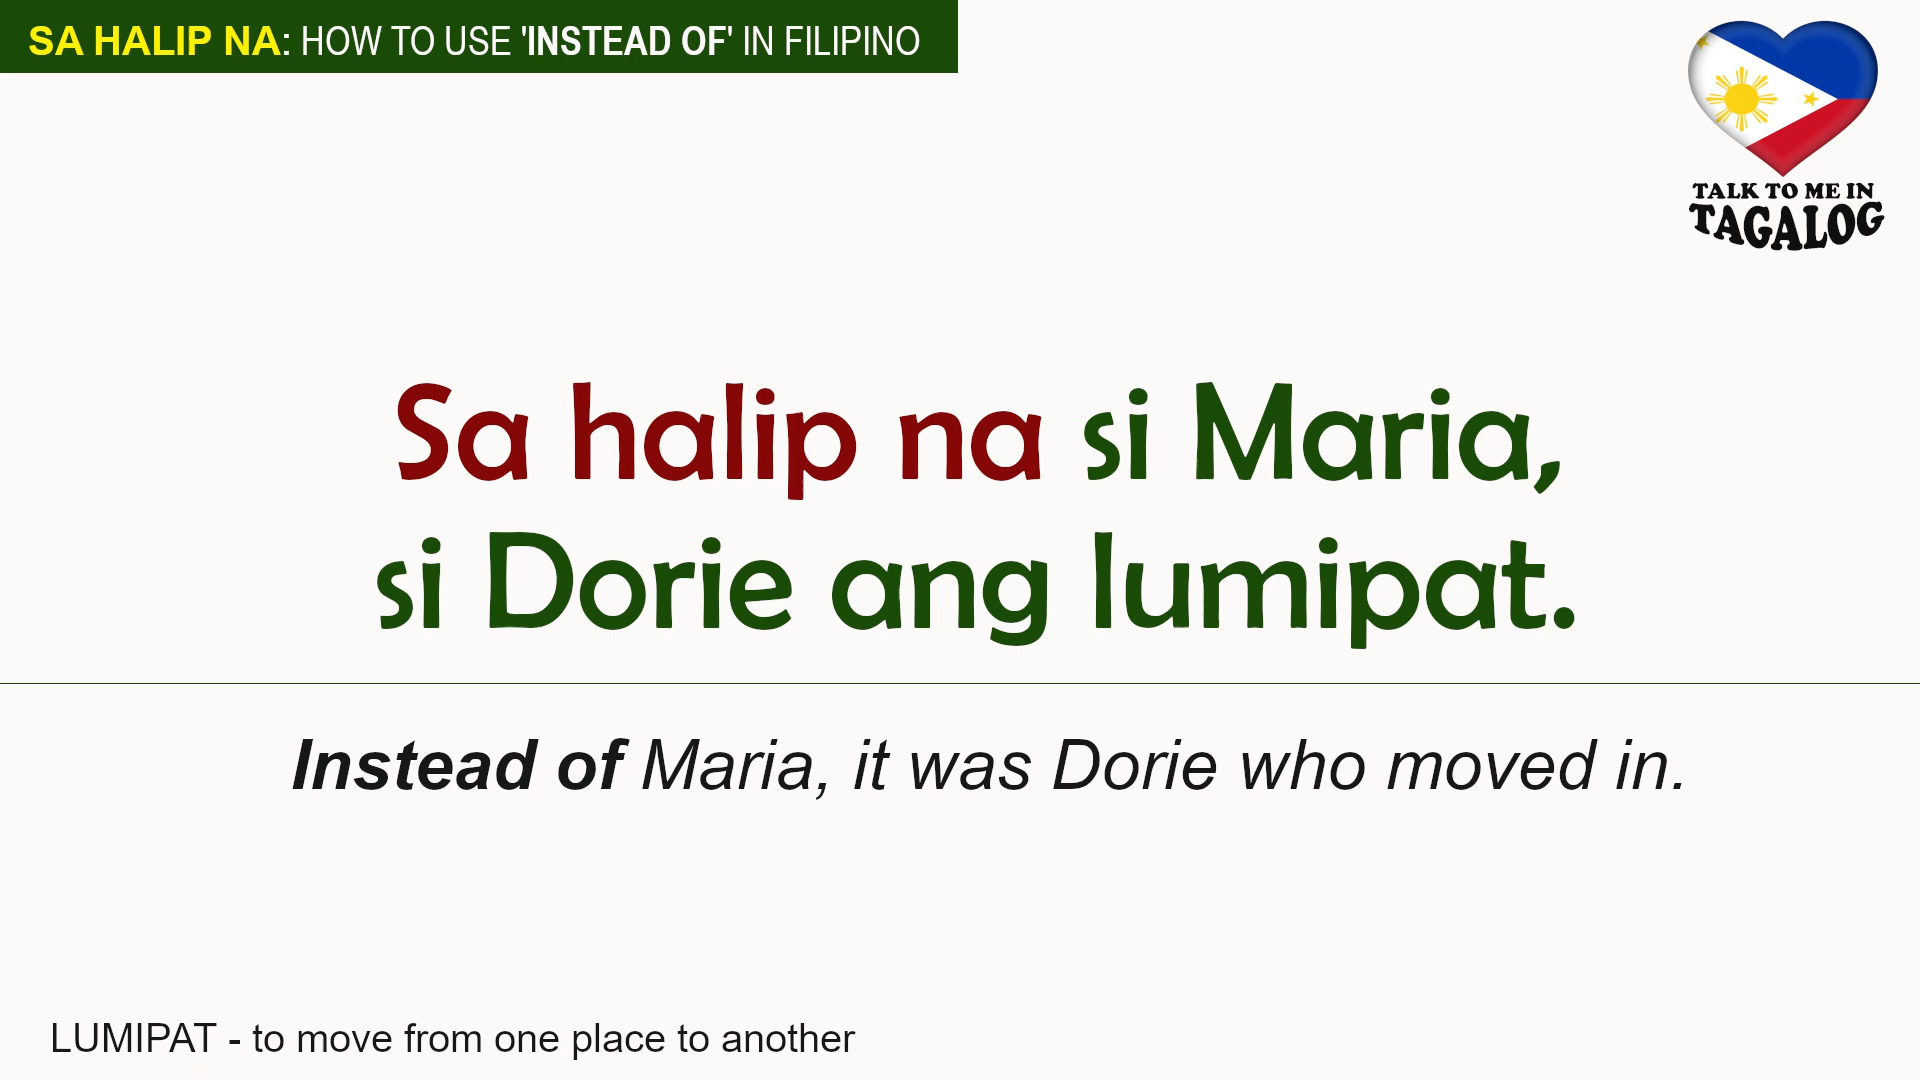 SA HALIP NA: HOW TO USE 'INSTEAD OF' IN FILIPINO
TALK TO ME IN
TAGALOG
Sa halip na si Maria,
si Dorie ang lumipat.
Instead of Maria, it was Dorie who moved in.
LUMIPAT - to move from one place to another